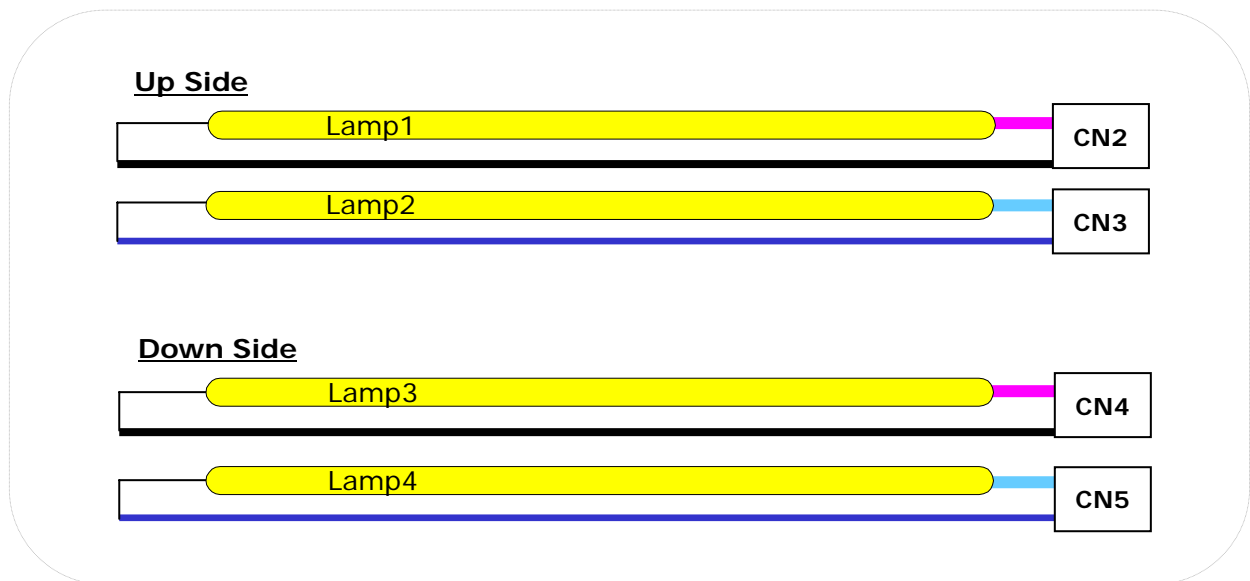 Up Side
Lamp1
CN2
Lamp2
CN3
Down Side
Lamp3
CN4
Lamp4
CN5